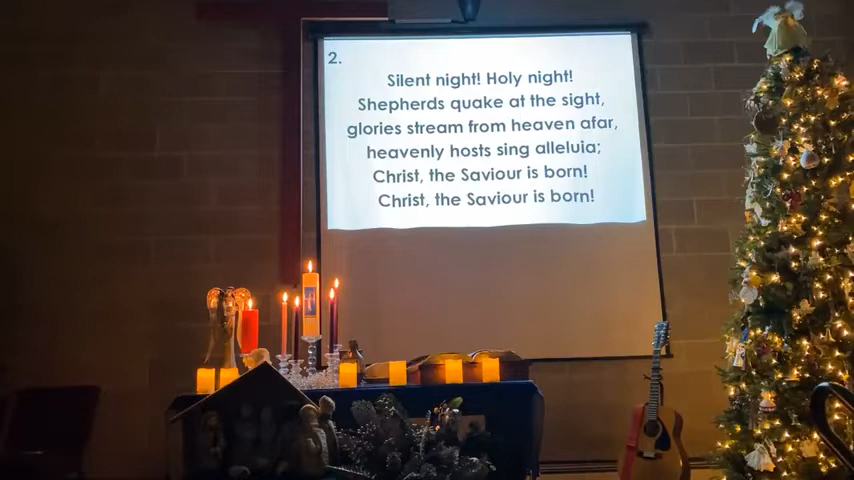 2.
Silent night! Holy night!
Shepherds quake at the sight,
glories stream from heaven afar,
heavenly hosts sing alleluia;
Christ, the Saviour is born!
Christ, the Saviour is born!